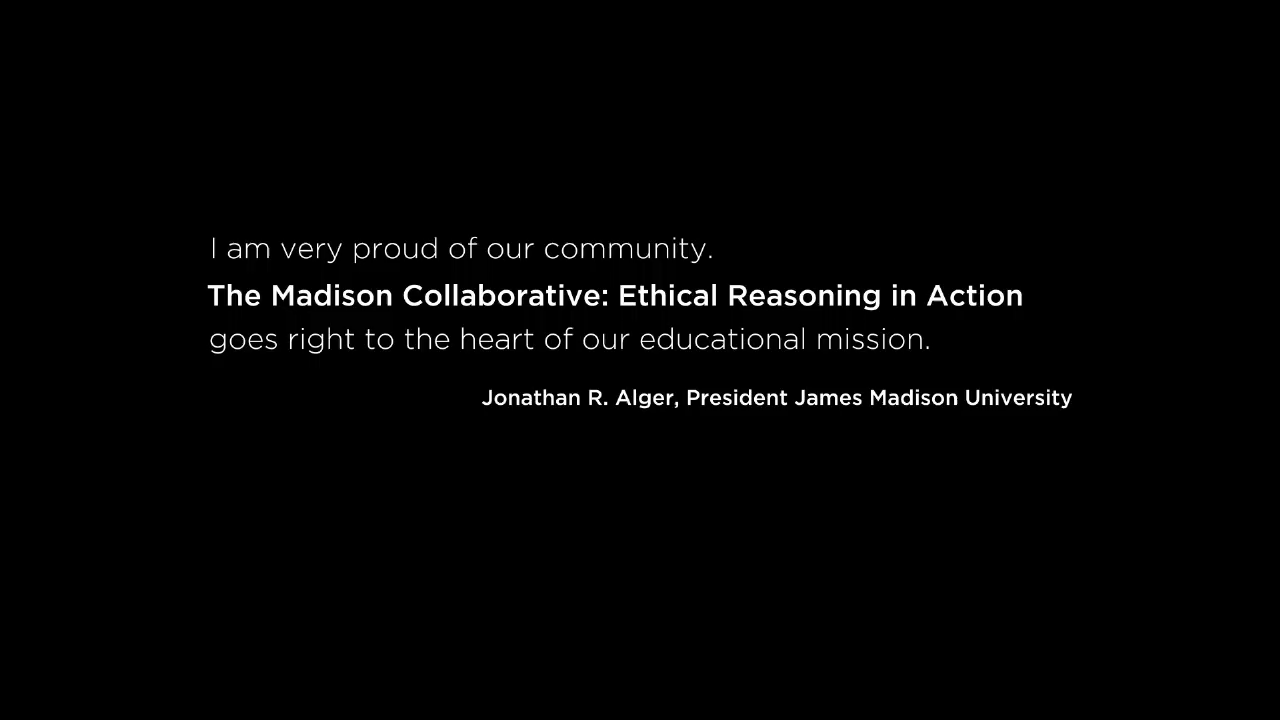 I am very proud of our community.
The Madison Collaborative: Ethical Reasoning in Action
goes right to the heart of our educational mission.
Jonathan R. Alger, President James Madison University